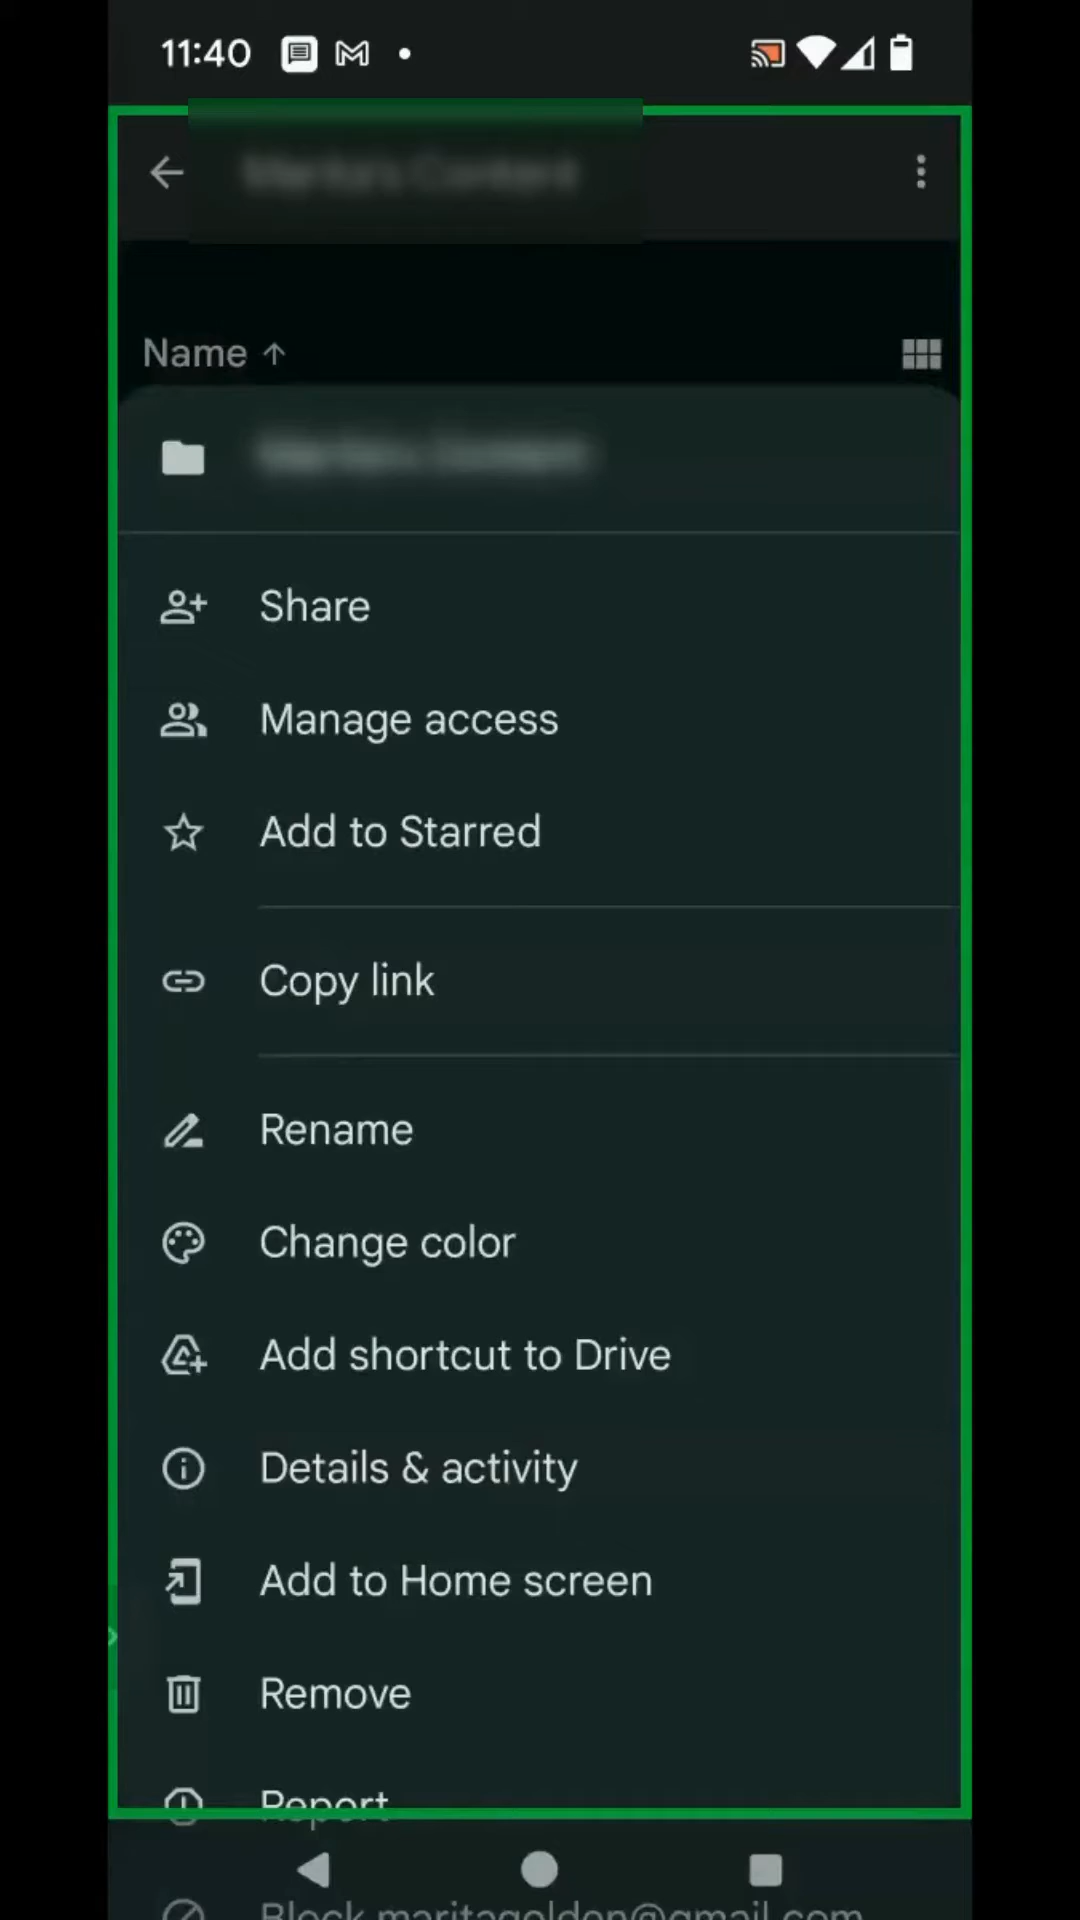 11:40
Name
Share
Manage access
Add to Starred
Copy link
Rename
Change color
Add shortcut to Drive
Details & activity
Add to Home screen
Remove
Report
Block maritagolden@gmail.com